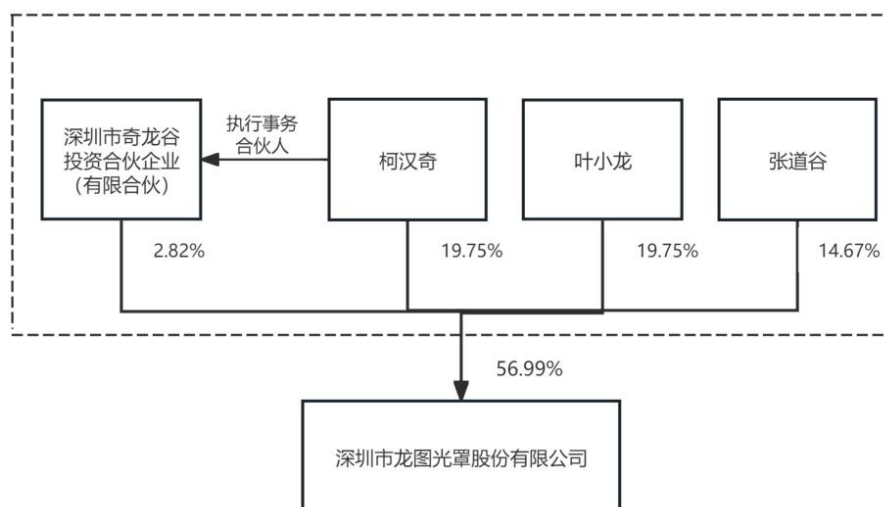 深圳市奇龙谷
投资合伙企业
（有限合伙）
执行事务
合伙人
柯汉奇
叶小龙
张道谷
2.82%
19.75%
19.75%
14.67%
56.99%
深圳市龙图光罩股份有限公司